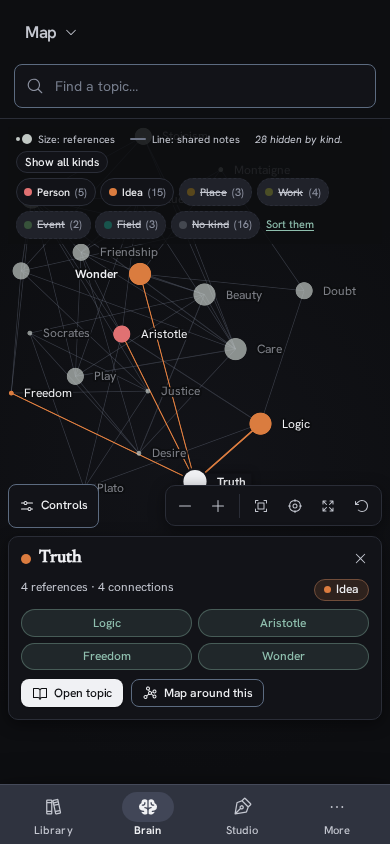 Map
Find a topic...
Size: references
Line: shared notes
28 hidden by kind.
Show all kinds
Montaigne
Person (5)
Idea (15)
Place (3)
Work (4)
Event (2)
Field (3)
No kind (16)
Sort them
Friendship
Wonder
Beauty
Doubt
Socrates
Aristotle
Care
Play
Freedom
Justice
Logic
Desire
Plato
Truth
Controls
Truth
4 references · 4 connections
Idea
Logic
Aristotle
Freedom
Wonder
Open topic
Map around this
Library
Brain
Studio
More